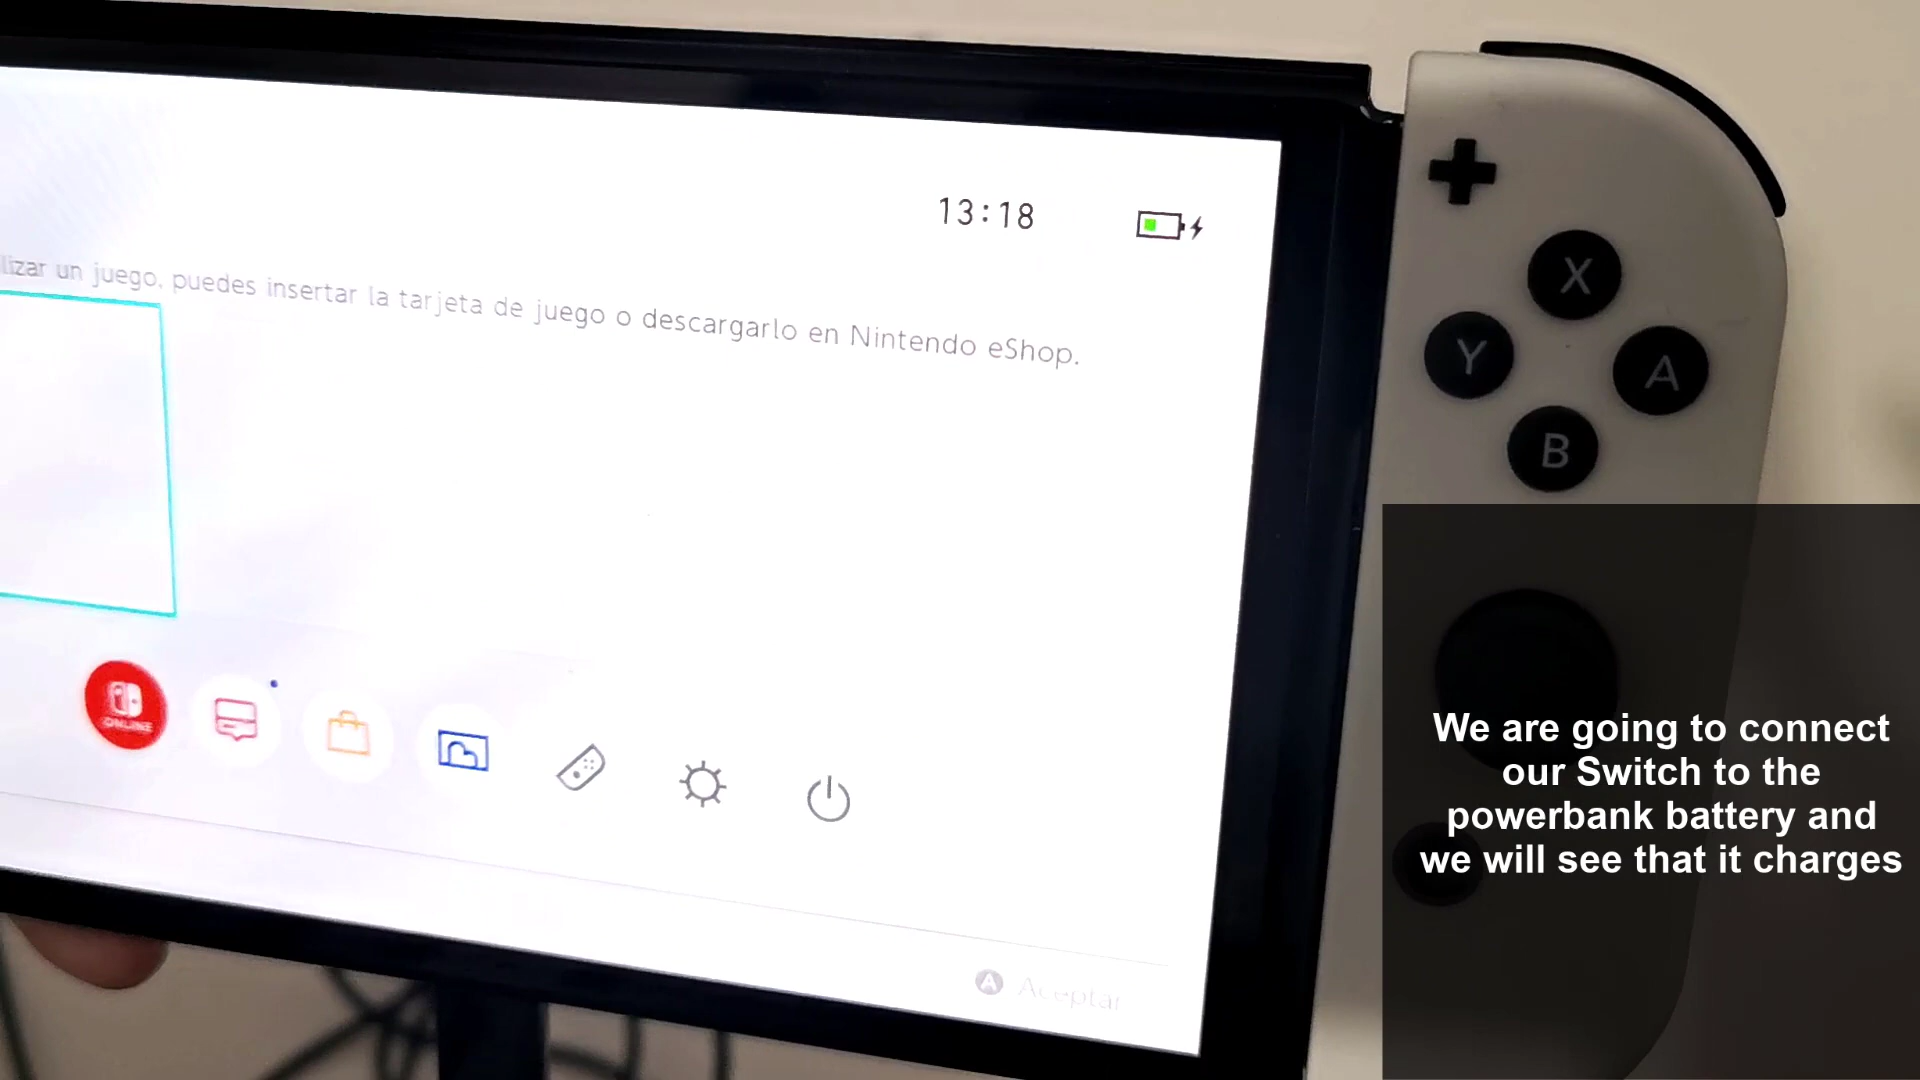 13:18
lizar un juego, puedes insertar la tarjeta de juego o descargarlo en Nintendo eShop.
X
Y
A
B
ONLINE
We are going to connect
our Switch to the
powerbank battery and
we will see that it charges
A Aceptar